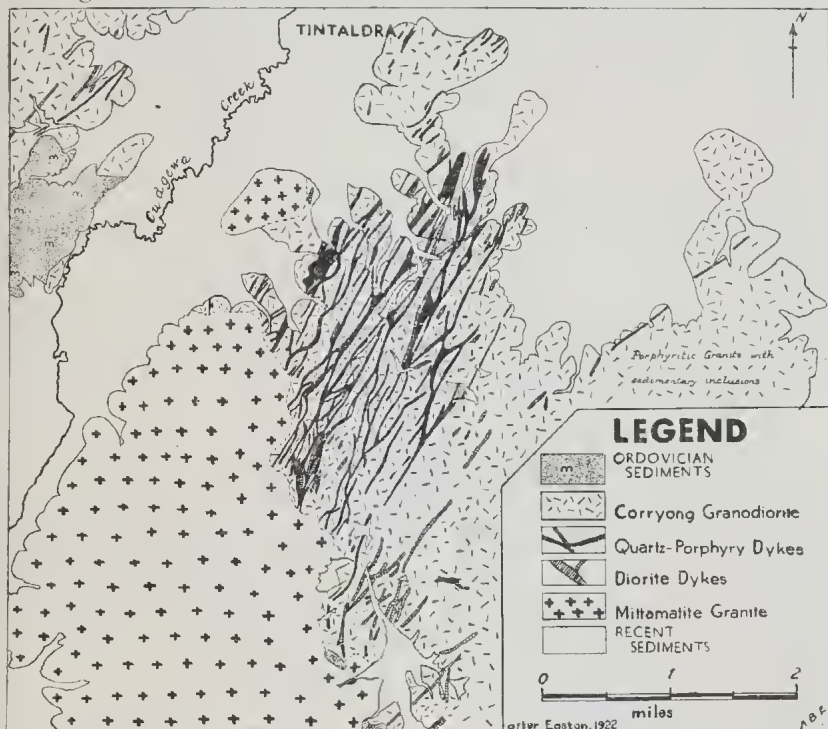 TINTALDRA
N
Cudgewa Creek
m
m
m
Porphyritic Granite with
sedimentary inclusions
LEGEND
m
ORDOVICIAN
SEDIMENTS
Corryong Granodiorite
Quartz-Porphyry Dykes
Diorite Dykes
Mittamatite Granite
RECENT
SEDIMENTS
0 1 2
miles
after Easton, 1922
A.B.E.